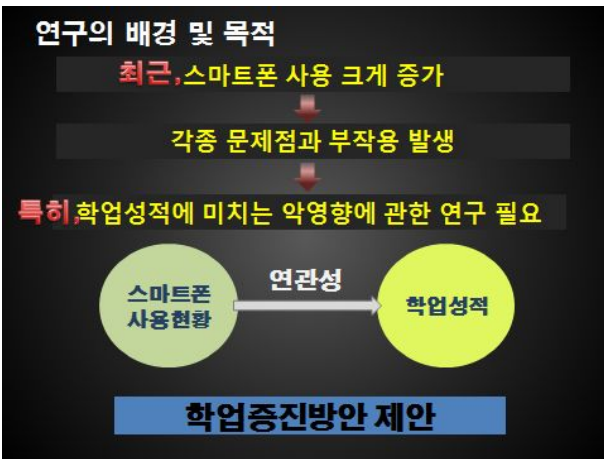 연구의 배경 및 목적
최근,스마트폰 사용 크게 증가
각종 문제점과 부작용 발생
특히,학업성적에 미치는 악영향에 관한 연구 필요
연관성
스마트폰
사용현황
학업성적
학업증진방안 제안